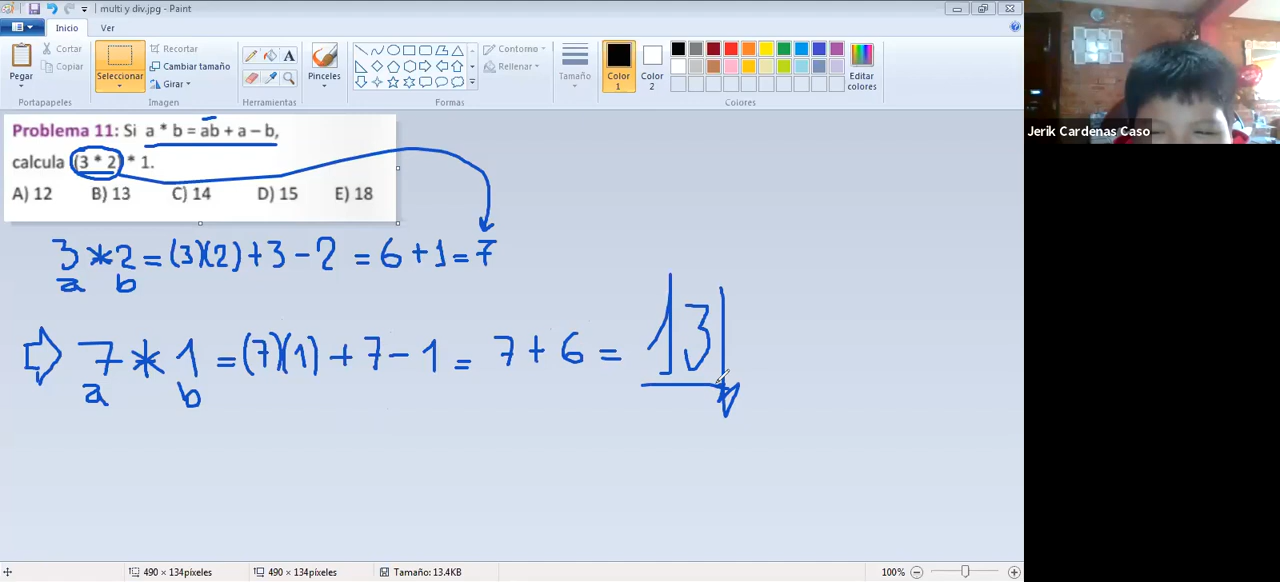 multi y div.jpg - Paint
Inicio Ver
Pegar Cortar Copiar
Portapapeles
Seleccionar Recortar Cambiar tamaño Girar
Imagen
A
Herramientas
Pinceles
Contorno Rellenar
Formas
Tamaño
Color 1
Color 2
Editar colores
Colores
Jerik Cardenas Caso
Problema 11: Si a * b = ab + a – b,
calcula (3 * 2) * 1.
A) 12 B) 13 C) 14 D) 15 E) 18
3 * 2 = (3)(2) + 3 - 2 = 6 + 1 = 7
a b
7 * 1 = (7)(1) + 7 - 1 = 7 + 6 = 13
a b
490 × 134píxeles 490 × 134píxeles Tamaño: 13.4KB 100%